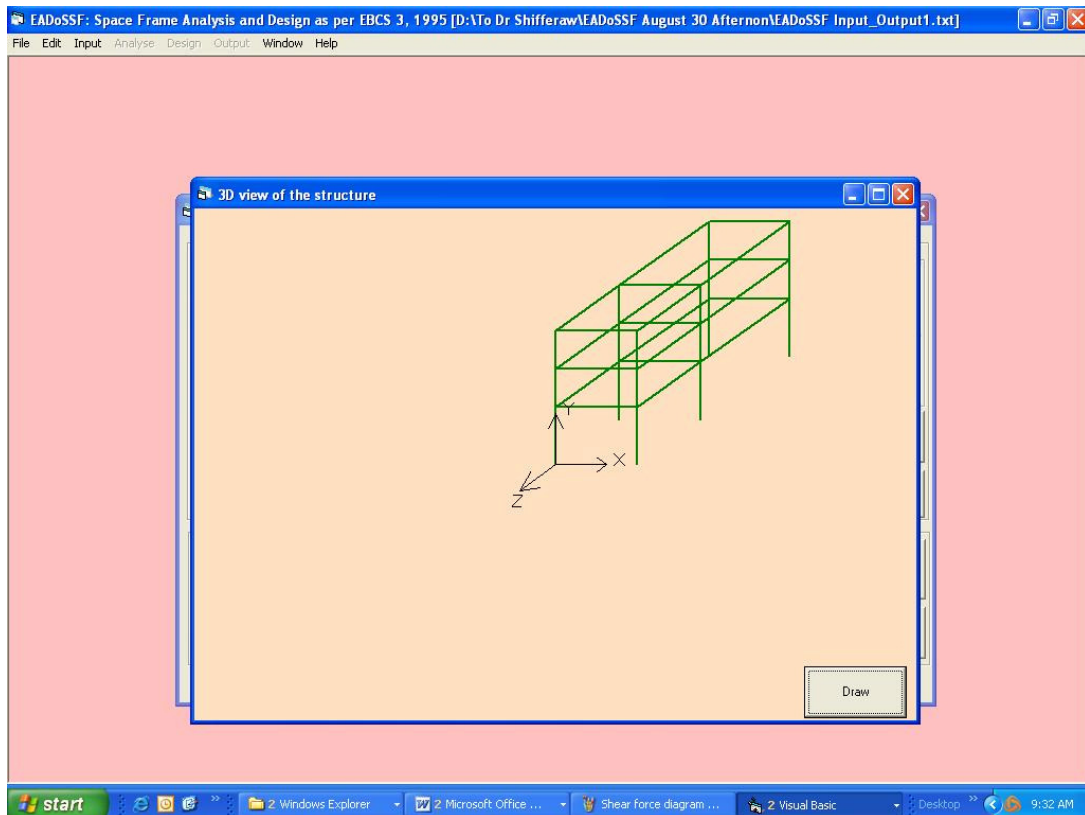 EADoSSF: Space Frame Analysis and Design as per EBCS 3, 1995 [D:\To Dr Shifferaw\EADoSSF August 30 Afternon\EADoSSF Input_Output1.txt]
File Edit Input Analyse Design Output Window Help
3D view of the structure
Y
X
Z
Draw
start 2 Windows Explorer 2 Microsoft Office ... Shear force diagram ... 2 Visual Basic Desktop 9:32 AM